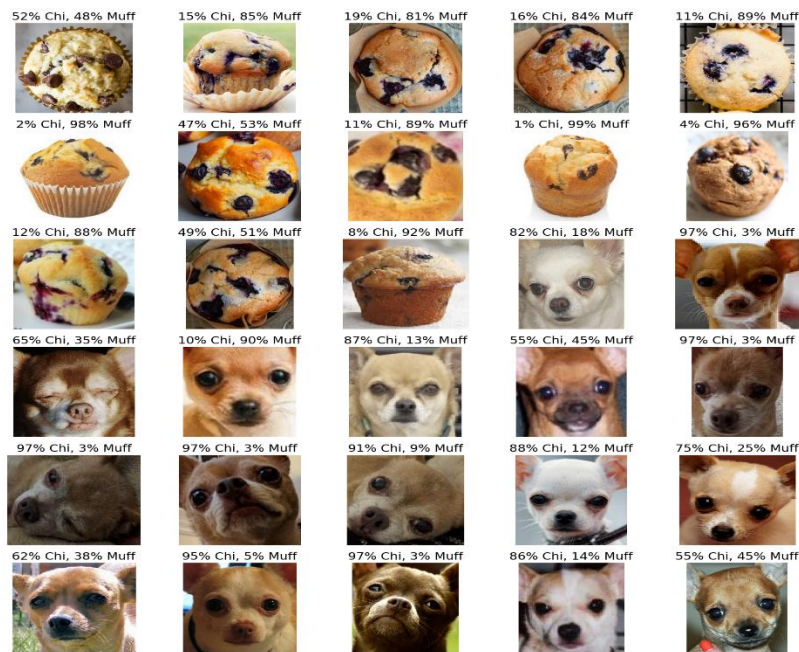 52% Chi, 48% Muff 15% Chi, 85% Muff 19% Chi, 81% Muff 16% Chi, 84% Muff 11% Chi, 89% Muff
2% Chi, 98% Muff 47% Chi, 53% Muff 11% Chi, 89% Muff 1% Chi, 99% Muff 4% Chi, 96% Muff
12% Chi, 88% Muff 49% Chi, 51% Muff 8% Chi, 92% Muff 82% Chi, 18% Muff 97% Chi, 3% Muff
65% Chi, 35% Muff 10% Chi, 90% Muff 87% Chi, 13% Muff 55% Chi, 45% Muff 97% Chi, 3% Muff
97% Chi, 3% Muff 97% Chi, 3% Muff 91% Chi, 9% Muff 88% Chi, 12% Muff 75% Chi, 25% Muff
62% Chi, 38% Muff 95% Chi, 5% Muff 97% Chi, 3% Muff 86% Chi, 14% Muff 55% Chi, 45% Muff